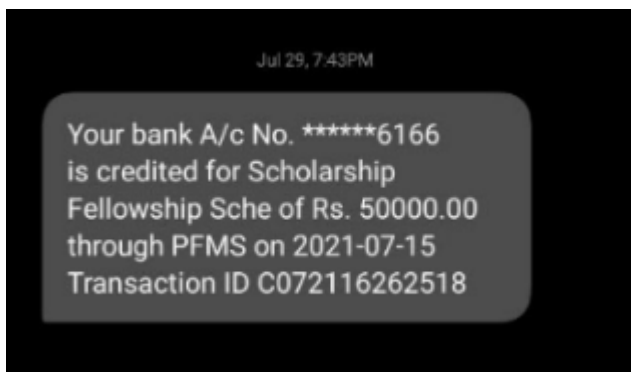 Jul 29, 7:43PM
Your bank A/c No. ******6166
is credited for Scholarship
Fellowship Sche of Rs. 50000.00
through PFMS on 2021-07-15
Transaction ID C072116262518